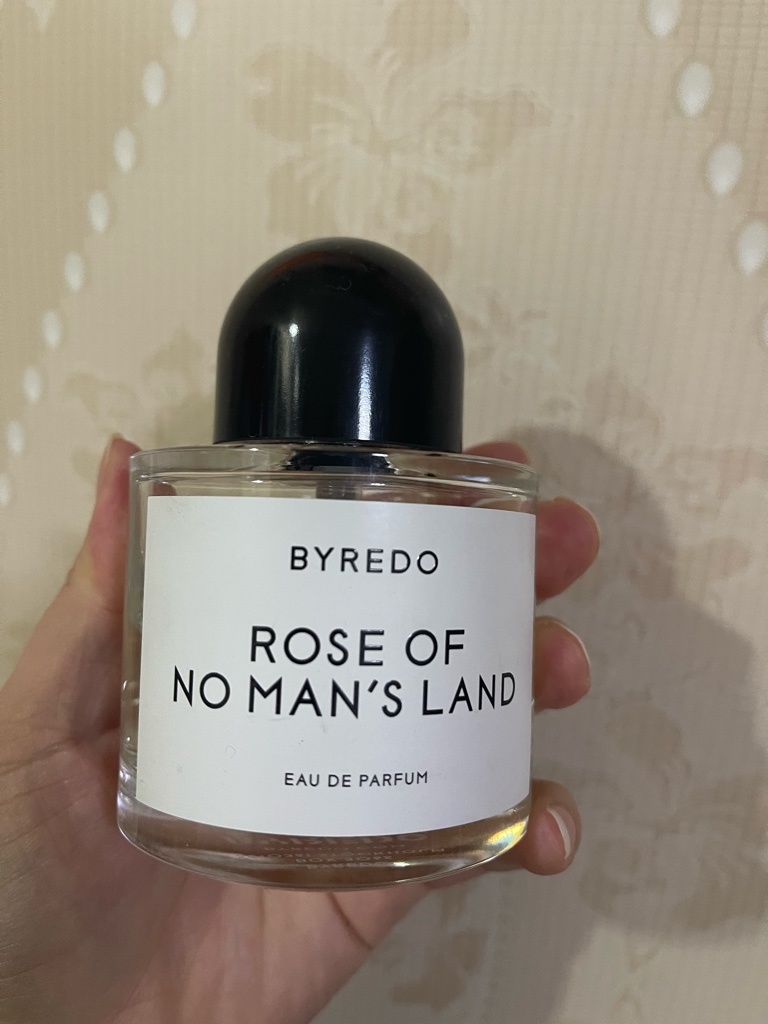 BYREDO
ROSE OF
NO MAN'S LAND
EAU DE PARFUM